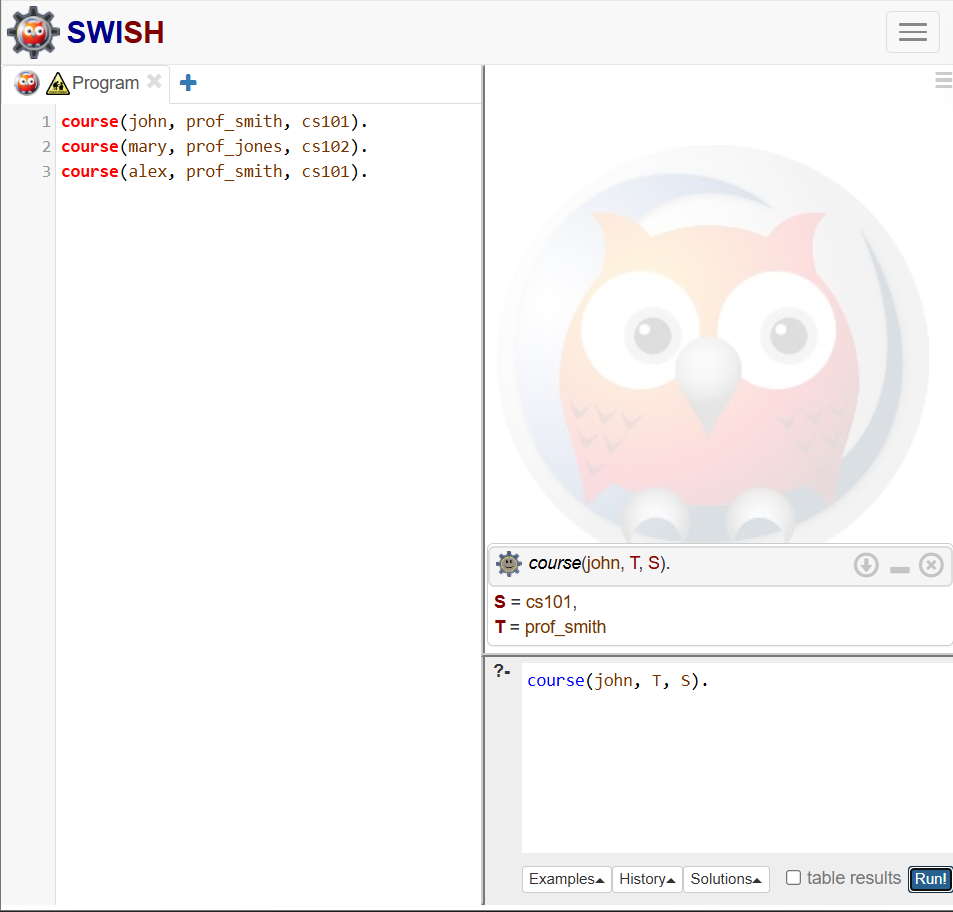 SWISH
Program
1 course(john, prof_smith, cs101).
2 course(mary, prof_jones, cs102).
3 course(alex, prof_smith, cs101).
course(john, T, S).
S = cs101,
T = prof_smith
?- course(john, T, S).
Examples History Solutions table results Run!